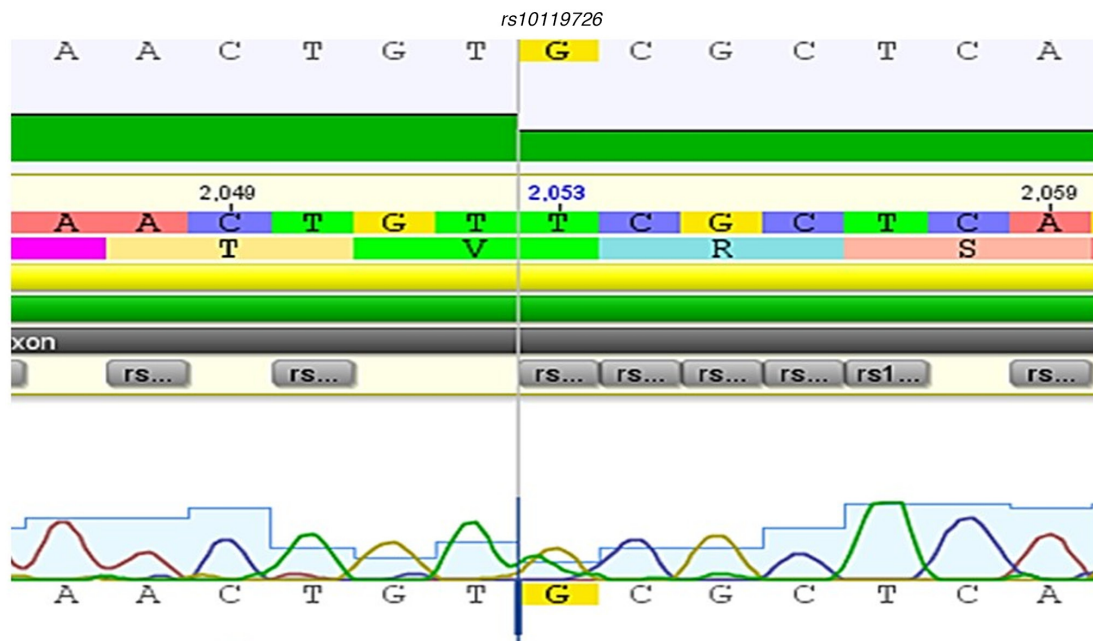 rs10119726
A A C T G T G C G C T C A
2,049 2,053 2,059
A A C T G T T C G C T C A
T V R S
xon
rs... rs... rs... rs... rs... rs... rs1... rs...
A A C T G T G C G C T C A